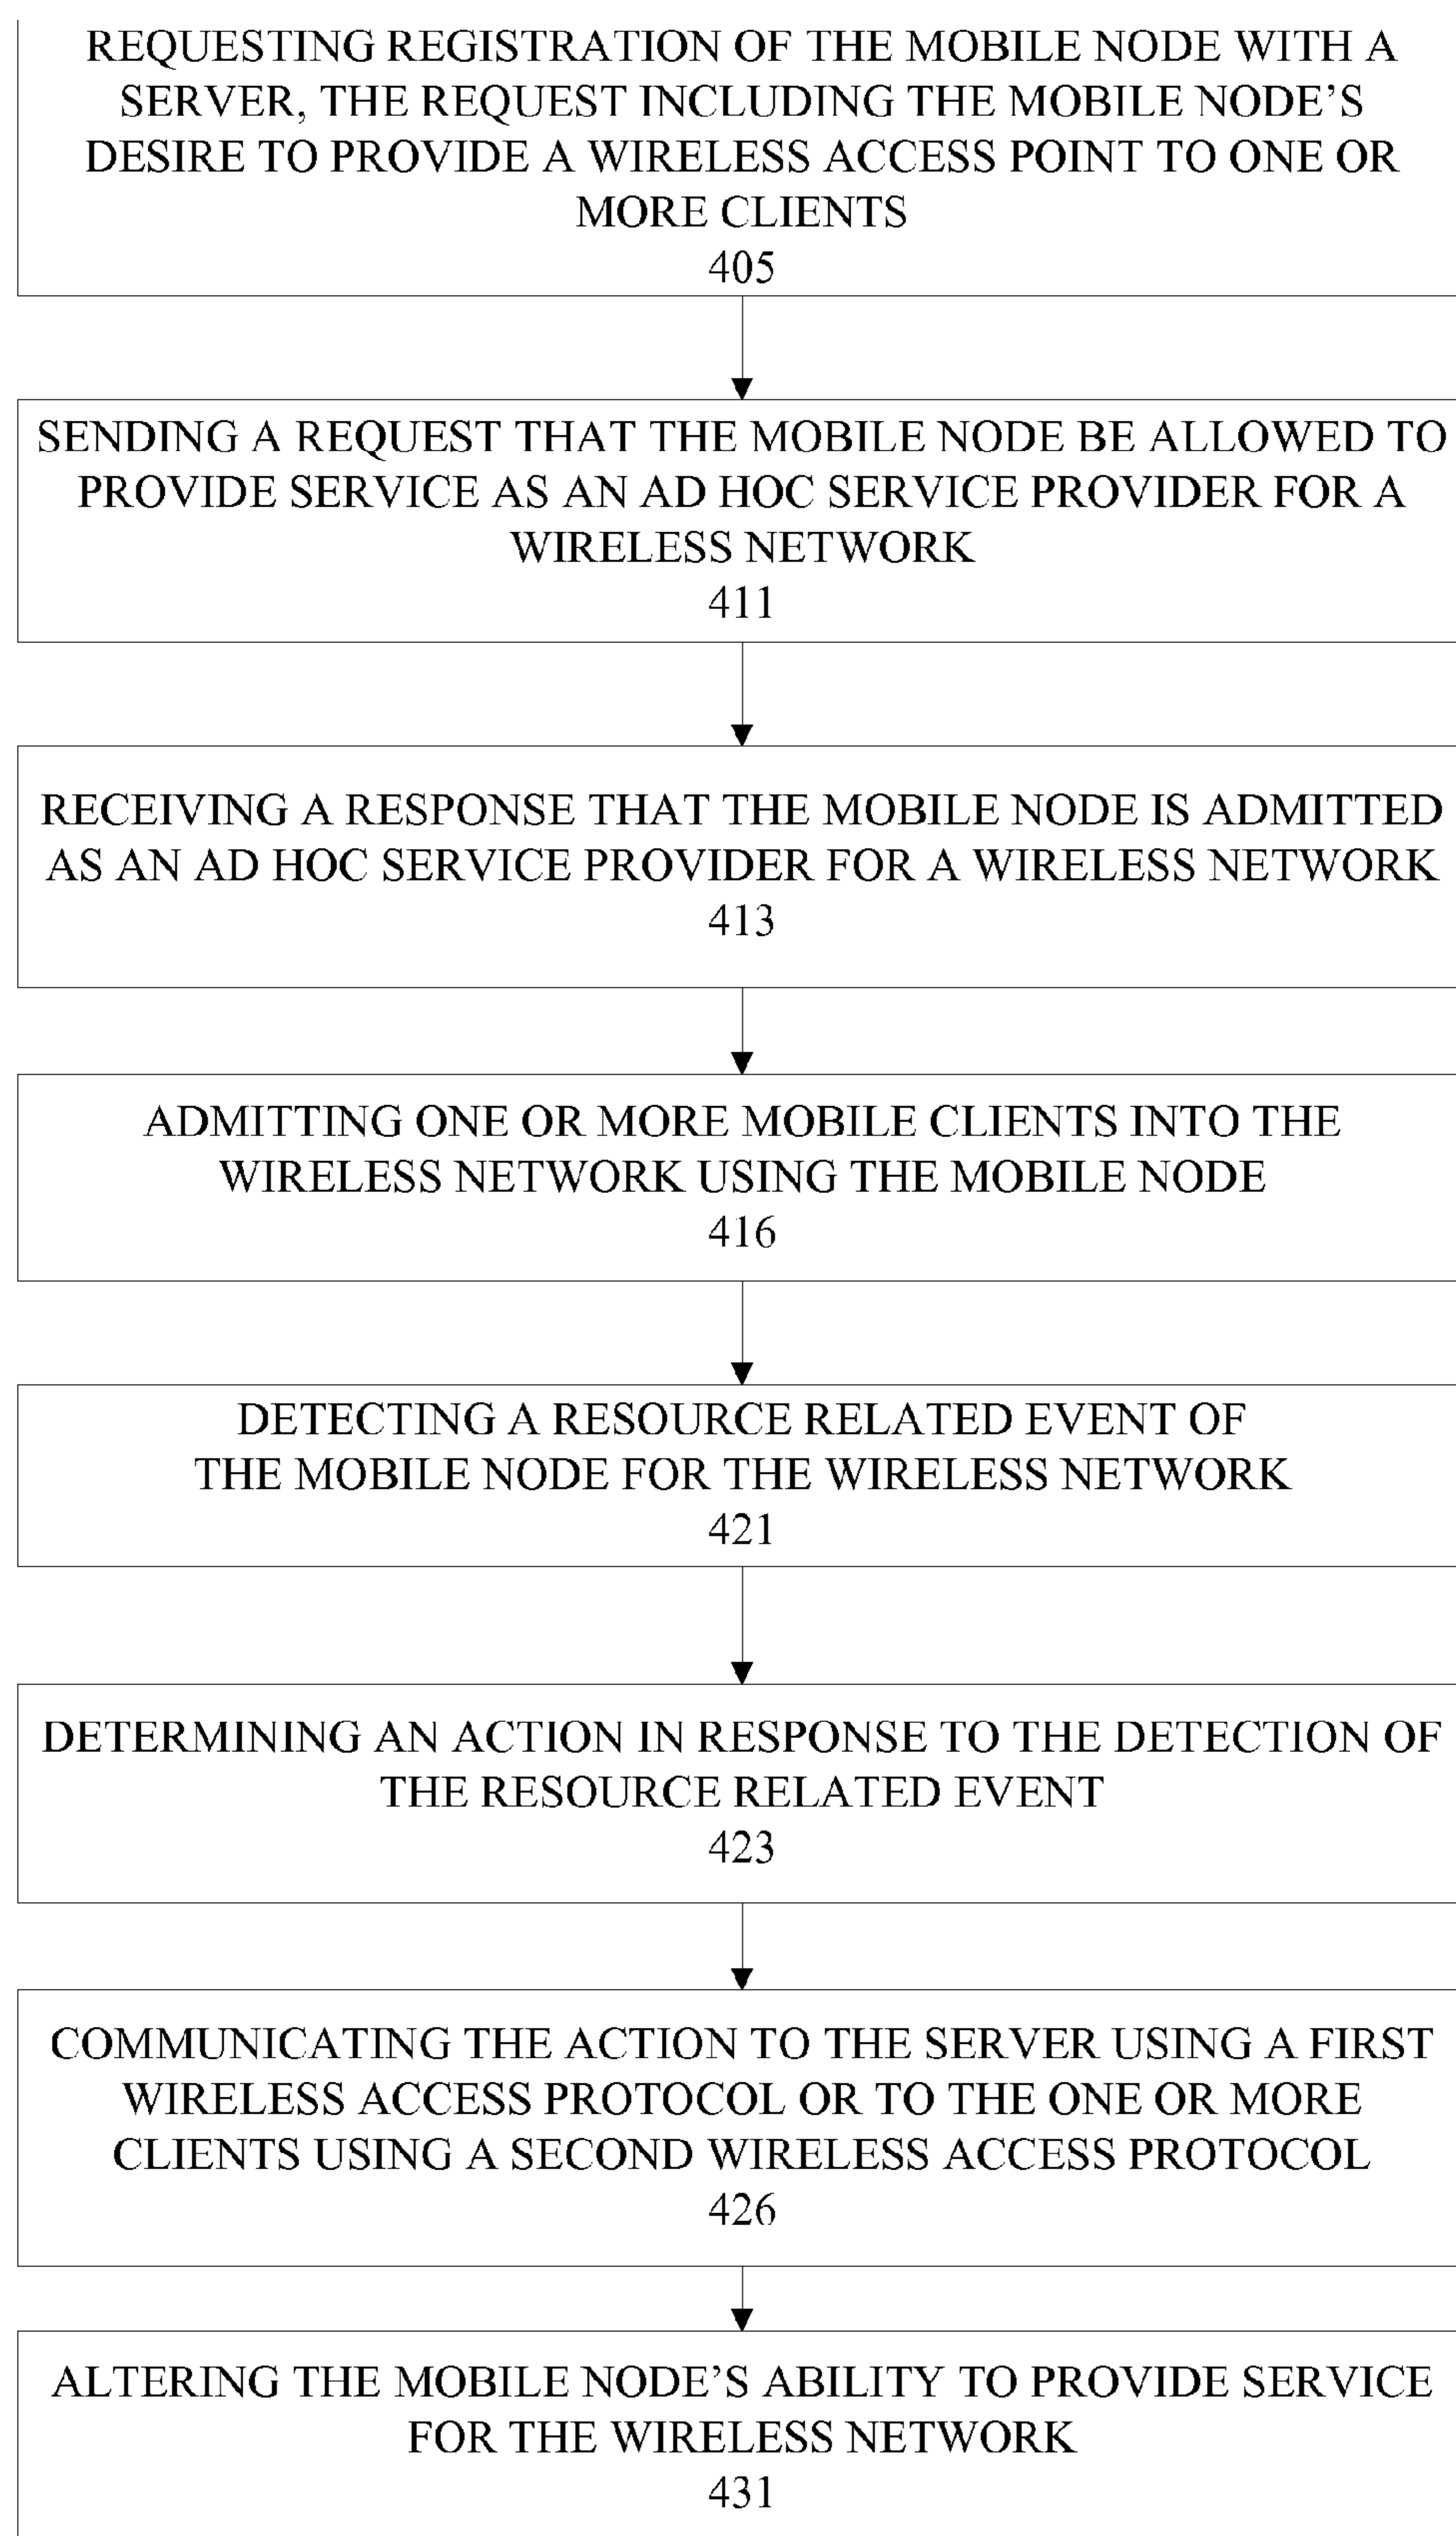 REQUESTING REGISTRATION OF THE MOBILE NODE WITH A
SERVER, THE REQUEST INCLUDING THE MOBILE NODE'S
DESIRE TO PROVIDE A WIRELESS ACCESS POINT TO ONE OR
MORE CLIENTS
405
SENDING A REQUEST THAT THE MOBILE NODE BE ALLOWED TO
PROVIDE SERVICE AS AN AD HOC SERVICE PROVIDER FOR A
WIRELESS NETWORK
411
RECEIVING A RESPONSE THAT THE MOBILE NODE IS ADMITTED
AS AN AD HOC SERVICE PROVIDER FOR A WIRELESS NETWORK
413
ADMITTING ONE OR MORE MOBILE CLIENTS INTO THE
WIRELESS NETWORK USING THE MOBILE NODE
416
DETECTING A RESOURCE RELATED EVENT OF
THE MOBILE NODE FOR THE WIRELESS NETWORK
421
DETERMINING AN ACTION IN RESPONSE TO THE DETECTION OF
THE RESOURCE RELATED EVENT
423
COMMUNICATING THE ACTION TO THE SERVER USING A FIRST
WIRELESS ACCESS PROTOCOL OR TO THE ONE OR MORE
CLIENTS USING A SECOND WIRELESS ACCESS PROTOCOL
426
ALTERING THE MOBILE NODE'S ABILITY TO PROVIDE SERVICE
FOR THE WIRELESS NETWORK
431